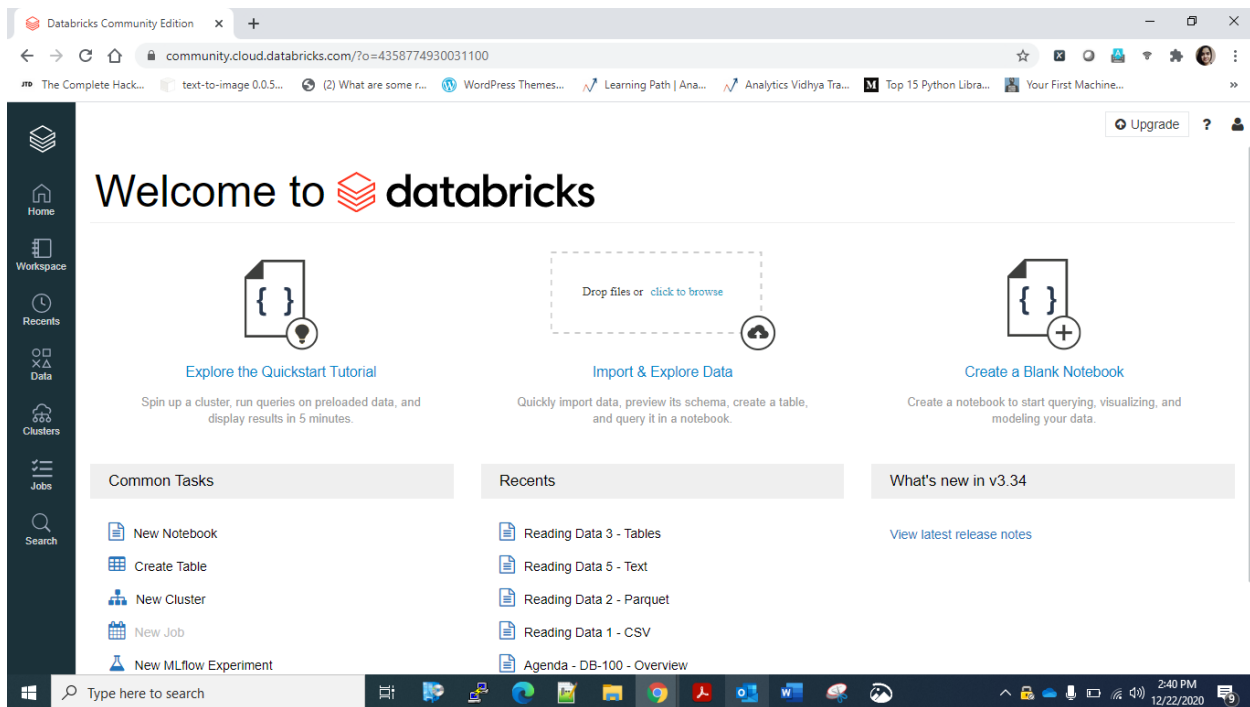 Databricks Community Edition
community.cloud.databricks.com/?o=4358774930031100
The Complete Hack... text-to-image 0.0.5... (2) What are some r... WordPress Themes... Learning Path | Ana... Analytics Vidhya Tra... Top 15 Python Libra... Your First Machine... »
Upgrade ?
Welcome to databricks
Home
Workspace
Recents
Data
Clusters
Jobs
Search
Drop files or click to browse
Explore the Quickstart Tutorial
Spin up a cluster, run queries on preloaded data, and
display results in 5 minutes.
Import & Explore Data
Quickly import data, preview its schema, create a table,
and query it in a notebook.
Create a Blank Notebook
Create a notebook to start querying, visualizing, and
modeling your data.
Common Tasks
New Notebook
Create Table
New Cluster
New Job
New MLflow Experiment
Recents
Reading Data 3 - Tables
Reading Data 5 - Text
Reading Data 2 - Parquet
Reading Data 1 - CSV
Agenda - DB-100 - Overview
What's new in v3.34
View latest release notes
Type here to search
2:40 PM
12/22/2020